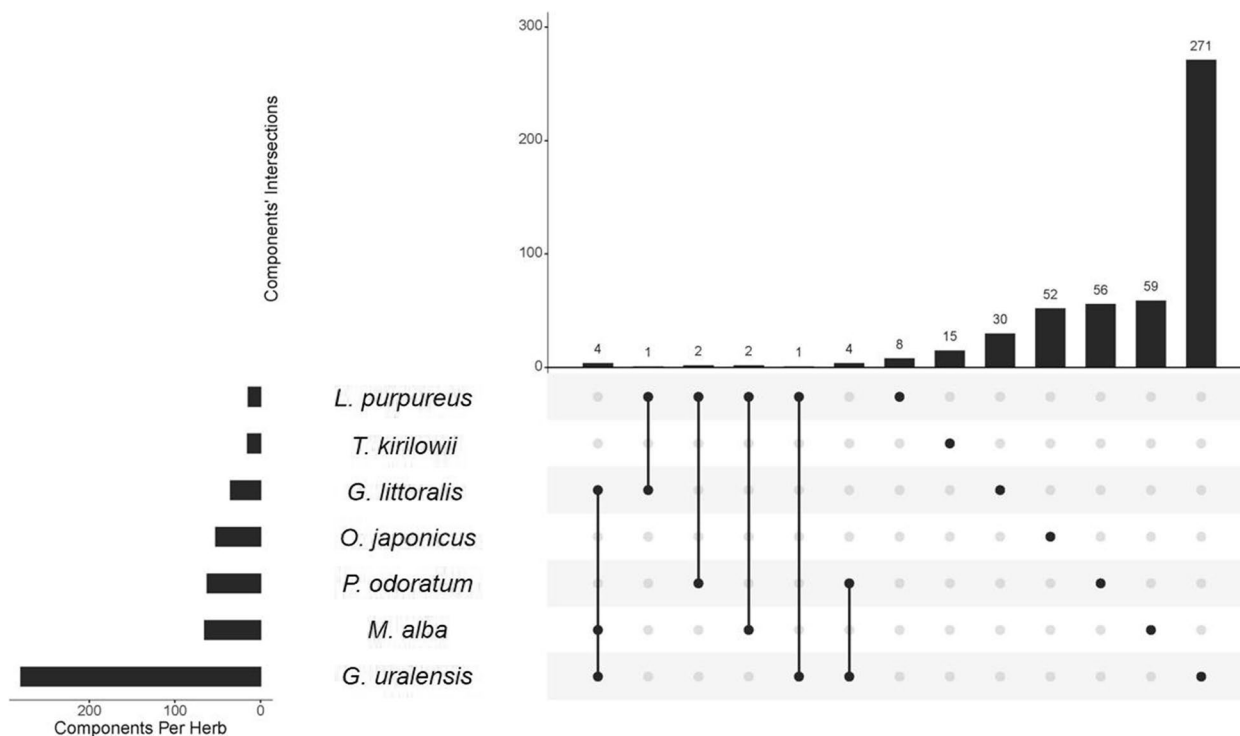 300
200
100
0
Components' Intersections
4 1 2 2 1 4 8 15 30 52 56 59 271
L. purpureus
T. kirilowii
G. littoralis
O. japonicus
P. odoratum
M. alba
G. uralensis
200 100 0
Components Per Herb